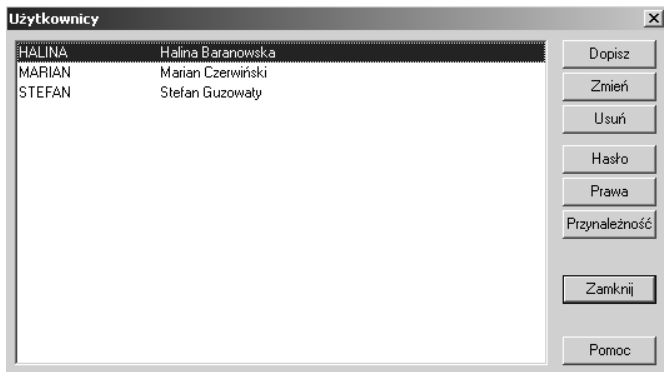 Użytkownicy
HALINA Halina Baranowska
MARIAN Marian Czerwiński
STEFAN Stefan Guzowaty
Dopisz
Zmień
Usuń
Hasło
Prawa
Przynależność
Zamknij
Pomoc